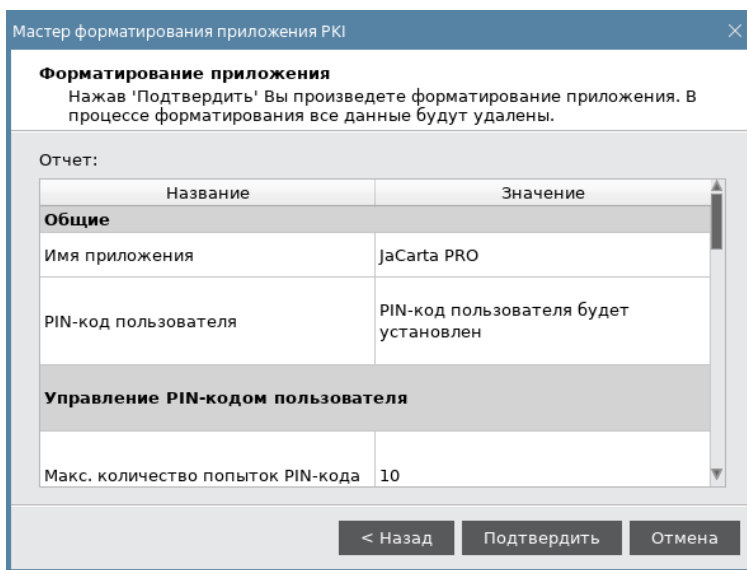 Мастер форматирования приложения PKI
Форматирование приложения
Нажав 'Подтвердить' Вы произведете форматирование приложения. В
процессе форматирования все данные будут удалены.
Отчет:
Название Значение
Общие
Имя приложения JaCarta PRO
PIN-код пользователя PIN-код пользователя будет
установлен
Управление PIN-кодом пользователя
Макс. количество попыток PIN-кода 10
< Назад Подтвердить Отмена